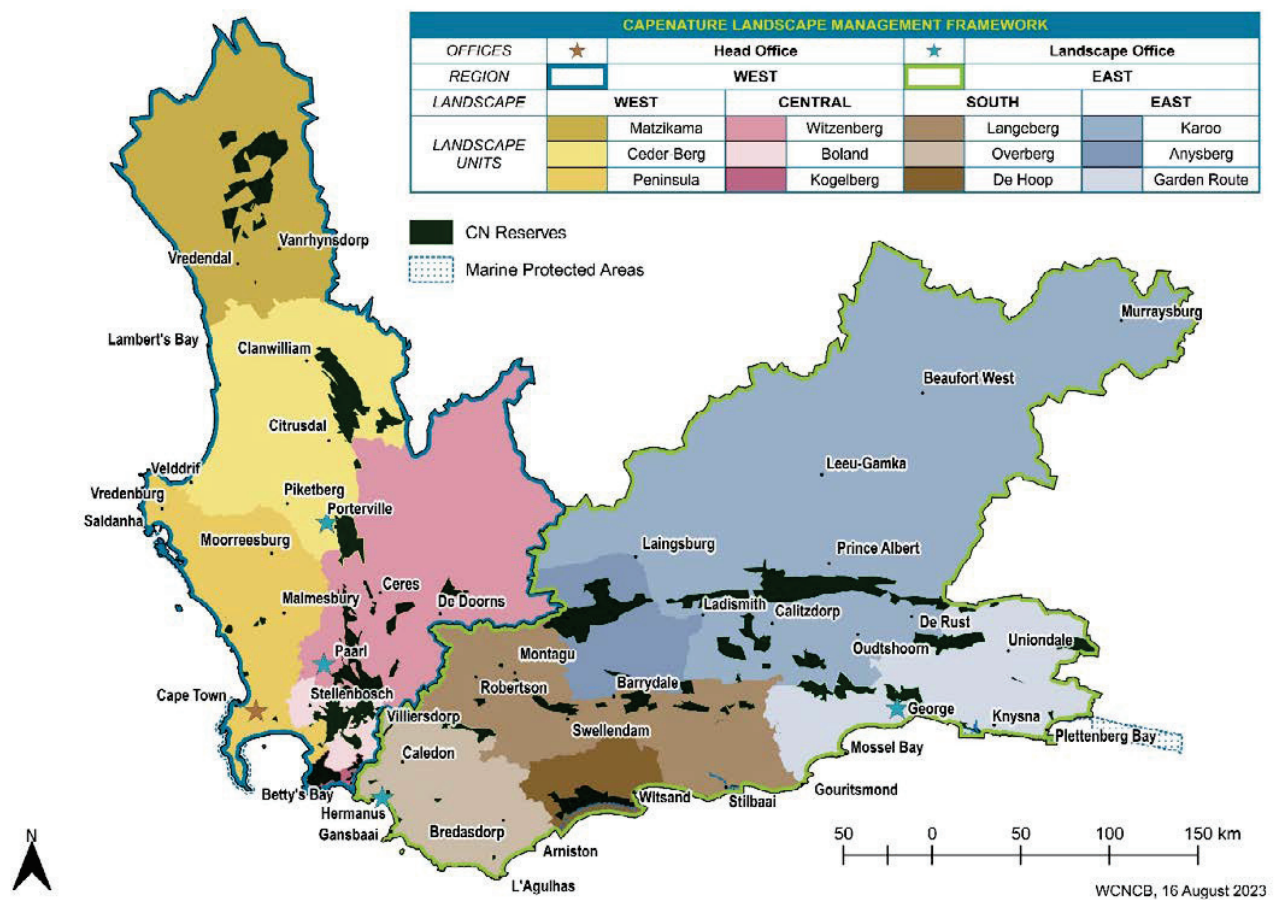 CAPENATURE LANDSCAPE MANAGEMENT FRAMEWORK
OFFICES Head Office Landscape Office
REGION WEST EAST
LANDSCAPE WEST CENTRAL SOUTH EAST
LANDSCAPE UNITS
Matzikama Witzenberg Langeberg Karoo
Ceder-Berg Boland Overberg Anysberg
Peninsula Kogelberg De Hoop Garden Route
CN Reserves
Marine Protected Areas
Vanrhynsdorp
Vredendal
Murraysburg
Lambert's Bay
Clanwilliam
Beaufort West
Citrusdal
Leeu-Gamka
Velddrif
Vredenburg
Piketberg
Porterville
Saldanha
Moorreesburg
Laingsburg
Prince Albert
Malmesbury
Ceres
De Doorns
Ladismith
Calitzdorp
De Rust
Oudtshoorn
Uniondale
Paarl
Montagu
Robertson
Barrydale
Cape Town
Stellenbosch
Villiersdorp
Swellendam
George
Knysna
Plettenberg Bay
Mossel Bay
Caledon
Gouritsmond
Betty's Bay
Witsand
Stilbaai
Hermanus
Gansbaai
Bredasdorp
Arniston
L'Agulhas
N
50 0 50 100 150 km
WCNCB, 16 August 2023